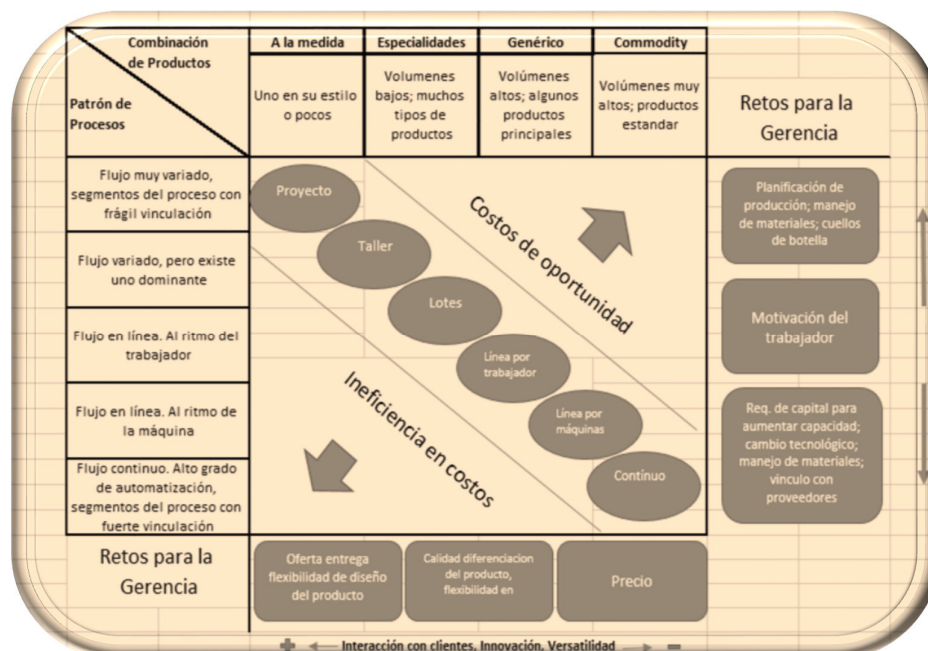 Combinación
de Productos
Patrón de
Procesos
A la medida
Especialidades
Genérico
Commodity
Uno en su estilo
o pocos
Volumenes
bajos; muchos
tipos de
productos
Volúmenes
altos; algunos
productos
principales
Volúmenes muy
altos; productos
estandar
Retos para la
Gerencia
Flujo muy variado,
segmentos del proceso con
frágil vinculación
Flujo variado, pero existe
uno dominante
Flujo en línea. Al ritmo del
trabajador
Flujo en línea. Al ritmo de
la máquina
Flujo continuo. Alto grado
de automatización,
segmentos del proceso con
fuerte vinculación
Proyecto
Taller
Lotes
Línea por
trabajador
Línea por
máquinas
Contínuo
Costos de oportunidad
Ineficiencia en costos
Planificación de
producción; manejo
de materiales; cuellos
de botella
Motivación del
trabajador
Req. de capital para
aumentar capacidad;
cambio tecnológico;
manejo de materiales;
vinculo con
proveedores
Retos para la
Gerencia
Oferta entrega
flexibilidad de diseño
del producto
Calidad diferenciacion
del producto,
flexibilidad en
Precio
+ Interacción con clientes, Innovación, Versatilidad -